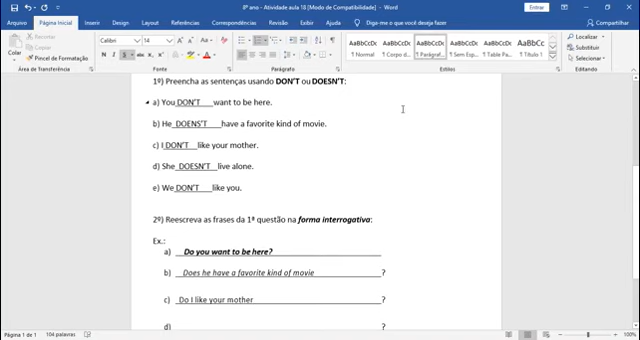 8º ano - Atividade aula 18 [Modo de Compatibilidade] - Word
Entrar
Arquivo Página Inicial Inserir Design Layout Referências Correspondências Revisão Exibir Ajuda Diga-me o que você deseja fazer Compartilhar
Colar
Recortar
Copiar
Pincel de Formatação
Área de Transferência
Calibri 14
Fonte
Parágrafo
AaBbCcDc AaBbCcDc AaBbCcDc AaBbCcDc AaBbCcDc AaBbCc
¶ Normal ¶ Corpo d... ¶ Parágraf... ¶ Sem Esp... ¶ Table Pa... ¶ Título 1
Estilos
Localizar
Substituir
Selecionar
Editando
1º) Preencha as sentenças usando DON'T ou DOESN'T:
a) You DON'T want to be here.
b) He DOENS'T have a favorite kind of movie.
c) I DON'T like your mother.
d) She DOESN'T live alone.
e) We DON'T like you.
2º) Reescreva as frases da 1ª questão na forma interrogativa:
Ex.:
a) Do you want to be here?
b) Does he have a favorite kind of movie ?
c) Do I like your mother ?
d) ?
Página 1 de 1 104 palavras 100%